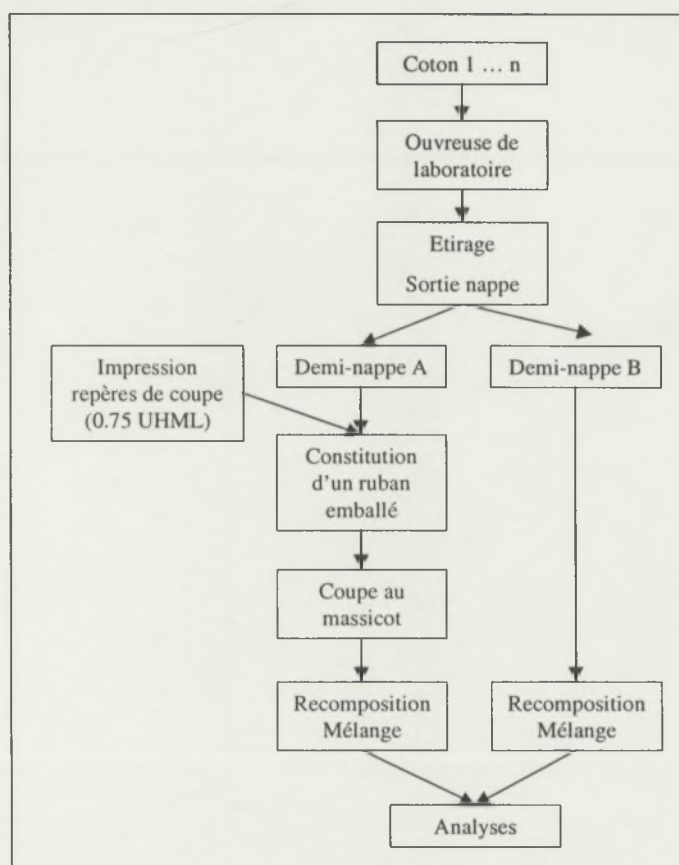 Coton 1 … n
Ouvreuse de
laboratoire
Etirage
Sortie nappe
Impression
repères de coupe
(0.75 UHML)
Demi-nappe A
Demi-nappe B
Constitution
d'un ruban
emballé
Coupe au
massicot
Recomposition
Mélange
Recomposition
Mélange
Analyses